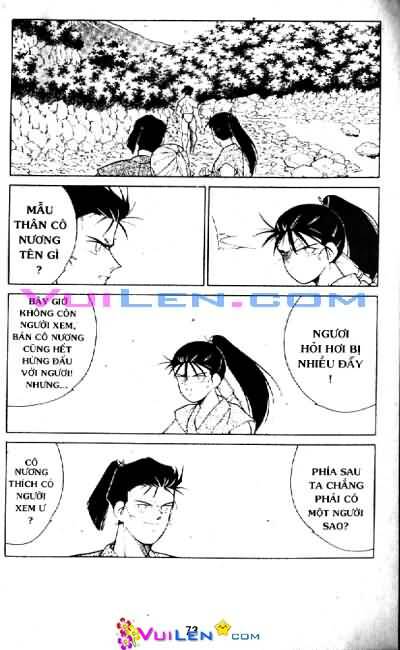 MẪU
THÂN CÔ
NƯƠNG
TÊN GÌ
?
VuiLen.com
BÂY GIỜ
KHÔNG CÒN
NGƯỜI XEM,
BẢN CÔ NƯƠNG
CŨNG HẾT
HỨNG ĐẤU
VỚI NGƯƠI!
NHƯNG...
NGƯƠI
HỎI HƠI BỊ
NHIỀU ĐẤY
!
CÔ
NƯƠNG
THÍCH CÓ
NGƯỜI
XEM Ư
?
PHÍA SAU
TA CHẲNG
PHẢI CÓ
MỘT NGƯỜI
SAO?
73
VuiLen.com